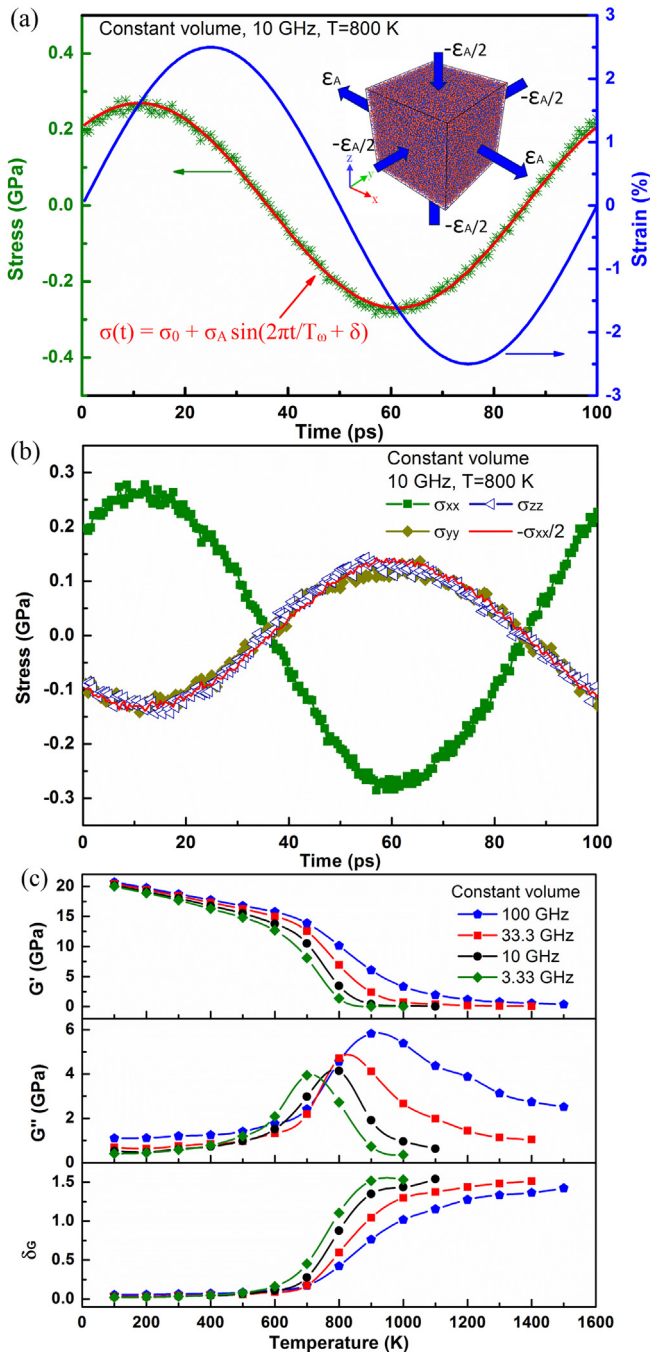 (a)
Constant volume, 10 GHz, T=800 K
0.4
0.2
0.0
-0.2
-0.4
Stress (GPa)
3
2
1
0
-1
-2
-3
Strain (%)
-εA/2
εA
-εA/2
-εA/2
εA
-εA/2
z
y
x
σ(t) = σ0 + σA sin(2πt/Tω + δ)
0 20 40 60 80 100
Time (ps)
(b)
Constant volume
10 GHz, T=800 K
σxx σzz
σyy -σxx/2
0.3
0.2
0.1
0.0
-0.1
-0.2
-0.3
Stress (GPa)
0 20 40 60 80 100
Time (ps)
(c)
Constant volume
100 GHz
33.3 GHz
10 GHz
3.33 GHz
20
15
10
5
0
G' (GPa)
6
4
2
0
G'' (GPa)
1.5
1.0
0.5
0.0
δG
0 200 400 600 800 1000 1200 1400 1600
Temperature (K)